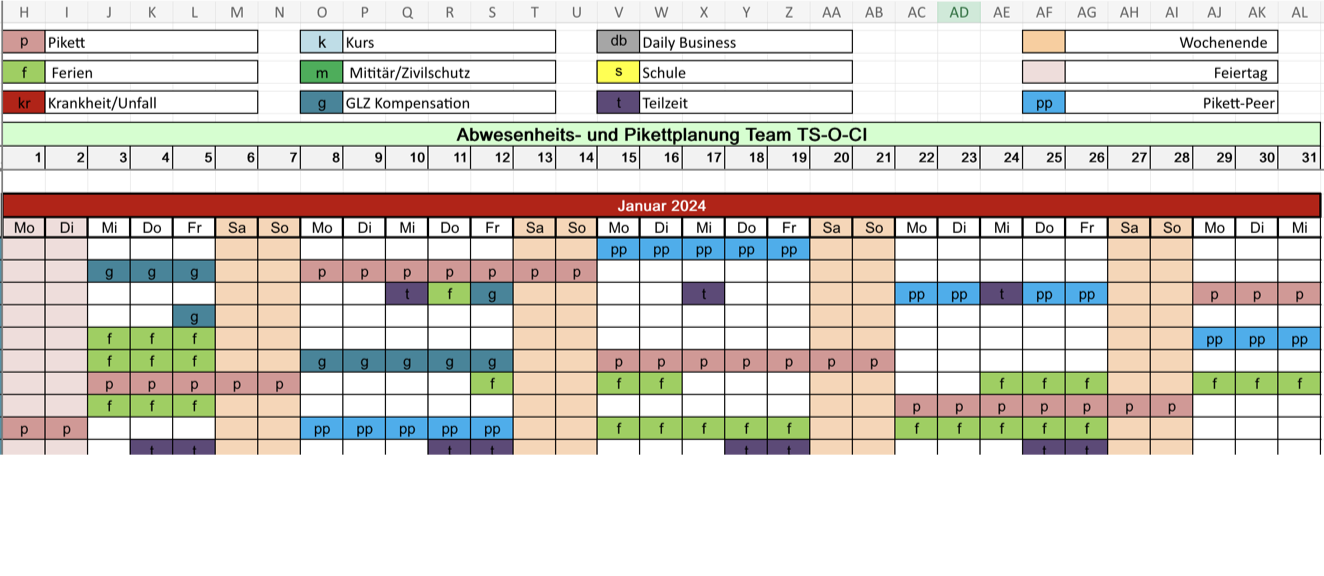 H I J K L M N O P Q R S T U V W X Y Z AA AB AC AD AE AF AG AH AI AJ AK AL
p Pikett k Kurs db Daily Business Wochenende
f Ferien m Mititär/Zivilschutz s Schule Feiertag
kr Krankheit/Unfall g GLZ Kompensation t Teilzeit pp Pikett-Peer
Abwesenheits- und Pikettplanung Team TS-O-CI
1 2 3 4 5 6 7 8 9 10 11 12 13 14 15 16 17 18 19 20 21 22 23 24 25 26 27 28 29 30 31
Januar 2024
Mo Di Mi Do Fr Sa So Mo Di Mi Do Fr Sa So Mo Di Mi Do Fr Sa So Mo Di Mi Do Fr Sa So Mo Di Mi
pp pp pp pp pp
g g g p p p p p p p
t f g t pp pp t pp pp p p p
g
f f f pp pp pp
f f f g g g g g p p p p p p p
p p p p p f f f f f f f f f
f f f p p p p p p p
p p pp pp pp pp pp f f f f f f f f f f
t t t t t t t t